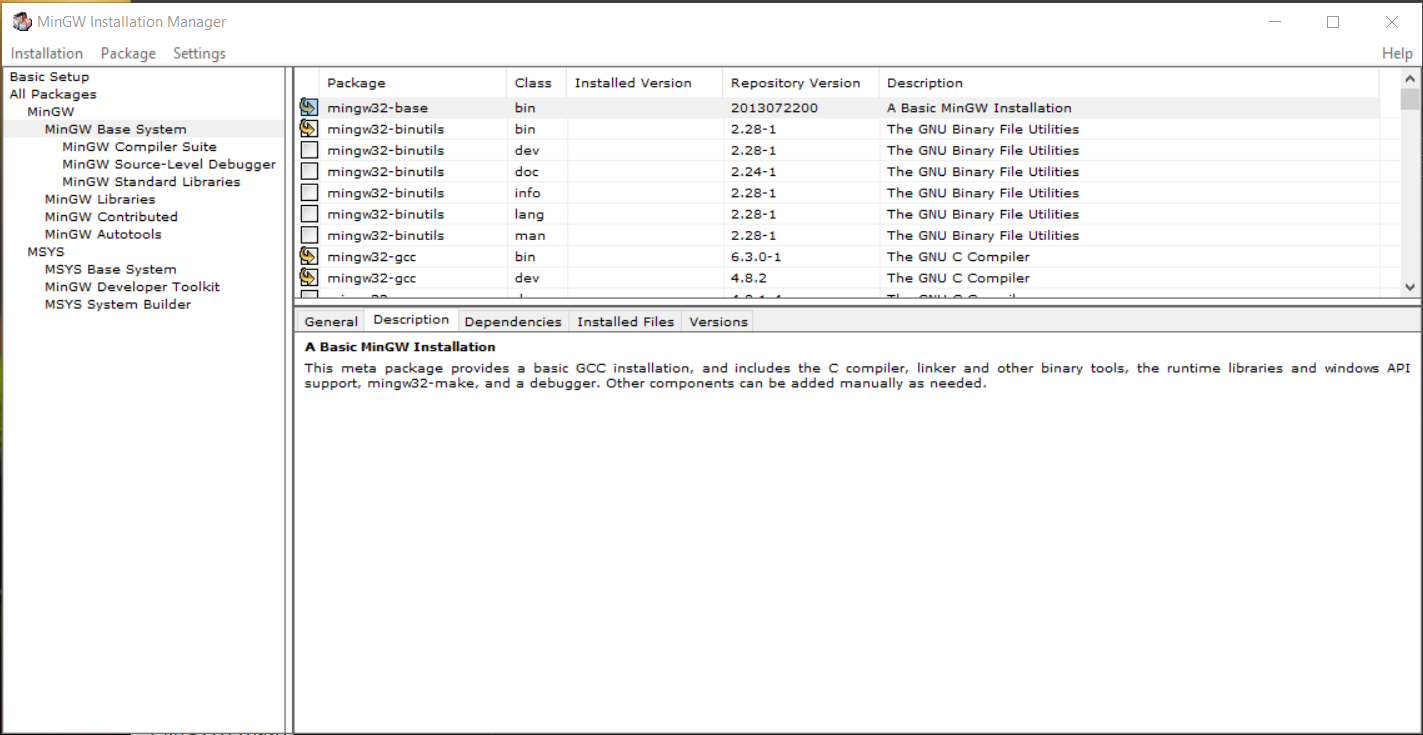 MinGW Installation Manager
Installation Package Settings Help
Basic Setup
All Packages
MinGW
MinGW Base System
MinGW Compiler Suite
MinGW Source-Level Debugger
MinGW Standard Libraries
MinGW Libraries
MinGW Contributed
MinGW Autotools
MSYS
MSYS Base System
MinGW Developer Toolkit
MSYS System Builder
Package Class Installed Version Repository Version Description
mingw32-base bin 2013072200 A Basic MinGW Installation
mingw32-binutils bin 2.28-1 The GNU Binary File Utilities
mingw32-binutils dev 2.28-1 The GNU Binary File Utilities
mingw32-binutils doc 2.24-1 The GNU Binary File Utilities
mingw32-binutils info 2.28-1 The GNU Binary File Utilities
mingw32-binutils lang 2.28-1 The GNU Binary File Utilities
mingw32-binutils man 2.28-1 The GNU Binary File Utilities
mingw32-gcc bin 6.3.0-1 The GNU C Compiler
mingw32-gcc dev 4.8.2 The GNU C Compiler
General Description Dependencies Installed Files Versions
A Basic MinGW Installation
This meta package provides a basic GCC installation, and includes the C compiler, linker and other binary tools, the runtime libraries and windows API
support, mingw32-make, and a debugger. Other components can be added manually as needed.